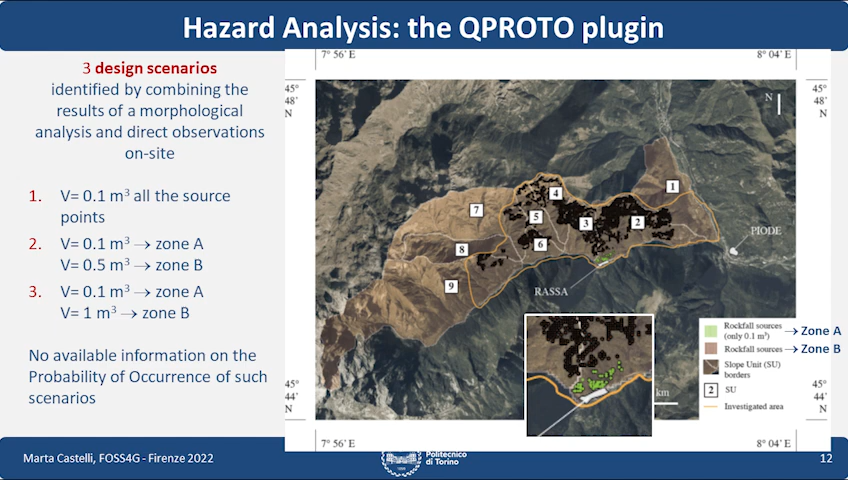 Hazard Analysis: the QPROTO plugin
3 design scenarios
identified by combining the
results of a morphological
analysis and direct observations
on-site
1. V= 0.1 m³ all the source
points
2. V= 0.1 m³ → zone A
V= 0.5 m³ → zone B
3. V= 0.1 m³ → zone A
V= 1 m³ → zone B
No available information on the
Probability of Occurrence of such
scenarios
7° 56' E
8° 04' E
45°
48'
N
45°
48'
N
N
1
4
7
5
3
2
6
8
9
PIODE
RASSA
Rockfall sources
(only 0.1 m³)
→ Zone A
Rockfall sources → Zone B
Slope Unit (SU)
borders
2 SU
Investigated area
km
45°
44'
N
45°
44'
N
7° 56' E
8° 04' E
Marta Castelli, FOSS4G - Firenze 2022
Politecnico
di Torino
12